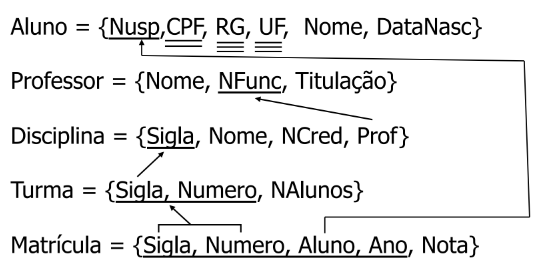 Aluno = {Nusp,CPF, RG, UF, Nome, DataNasc}
Professor = {Nome, NFunc, Titulação}
Disciplina = {Sigla, Nome, NCred, Prof}
Turma = {Sigla, Numero, NAlunos}
Matrícula = {Sigla, Numero, Aluno, Ano, Nota}